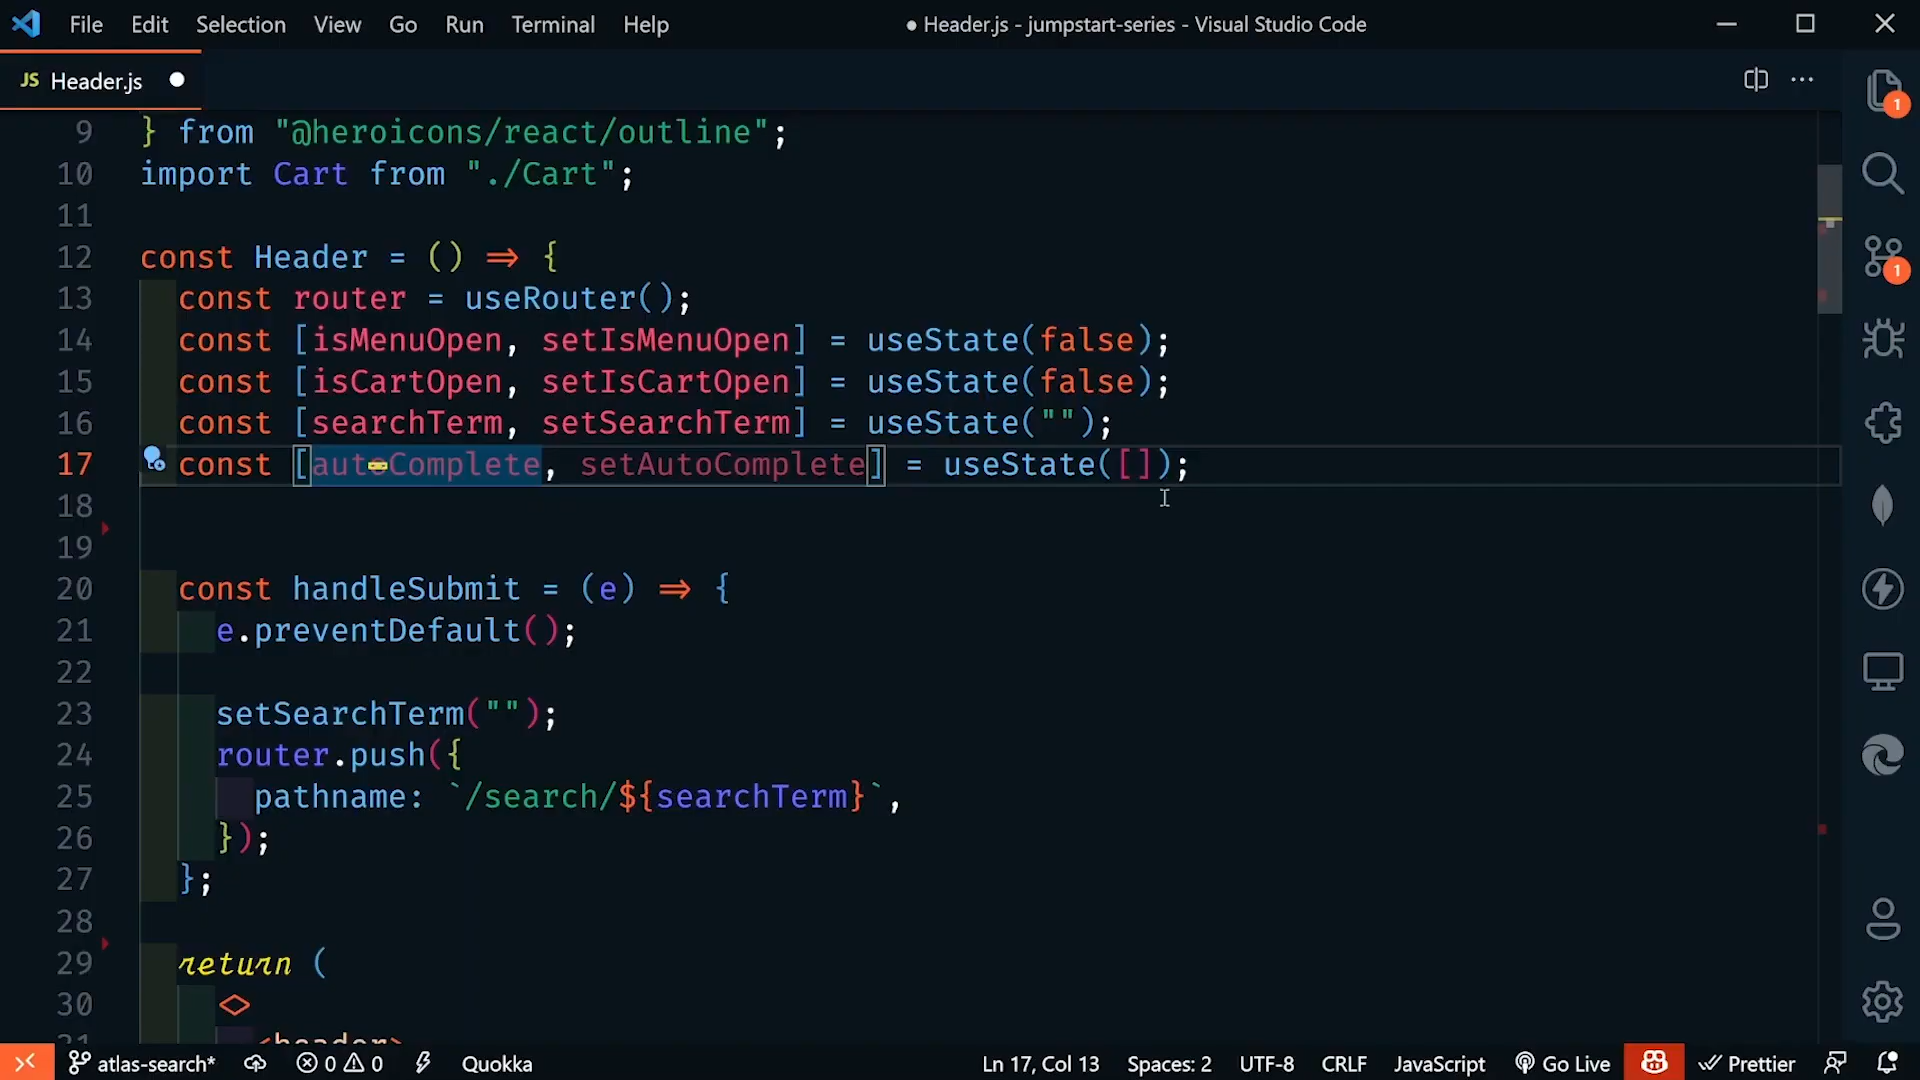 File Edit Selection View Go Run Terminal Help ● Header.js - jumpstart-series - Visual Studio Code
JS Header.js
9 } from "@heroicons/react/outline";
10 import Cart from "./Cart";
11
12 const Header = () => {
13 const router = useRouter();
14 const [isMenuOpen, setIsMenuOpen] = useState(false);
15 const [isCartOpen, setIsCartOpen] = useState(false);
16 const [searchTerm, setSearchTerm] = useState("");
17 const [autoComplete, setAutoComplete] = useState([]);
18
19
20 const handleSubmit = (e) => {
21 e.preventDefault();
22
23 setSearchTerm("");
24 router.push({
25 pathname: `/search/${searchTerm}`,
26 });
27 };
28
29 return (
30 <>
31 <header>
1
1
atlas-search* 0 0 Quokka Ln 17, Col 13 Spaces: 2 UTF-8 CRLF JavaScript Go Live Prettier